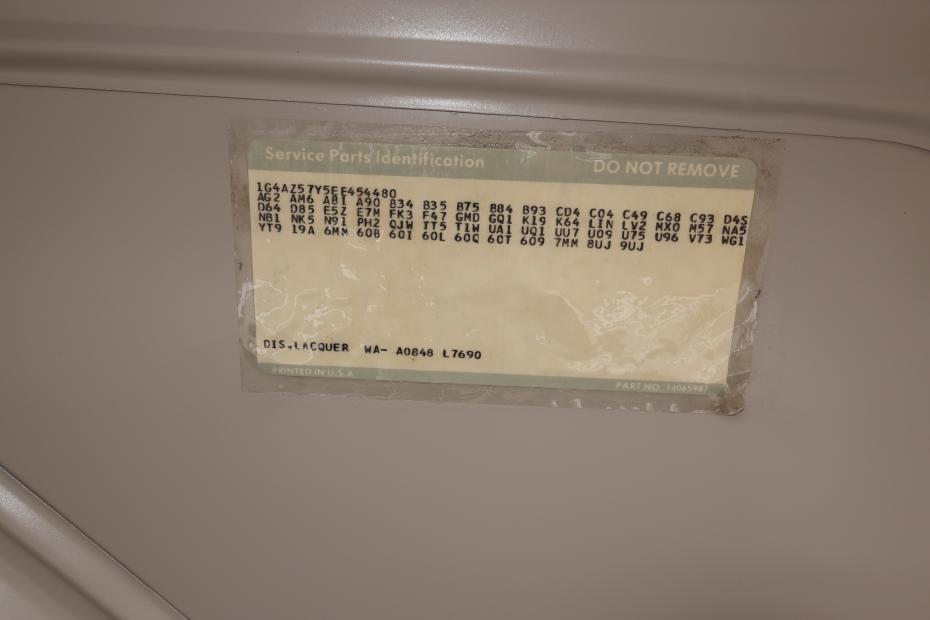 Service Parts Identification DO NOT REMOVE
1G4AZ57Y5EE454480
AG2 AM6 A81 A90 B34 B35 B75 B84 B93 CD4 C04 C49 C68 C93 D4S
D64 D85 E5Z E7M FK3 F47 GMD GQ1 K19 K64 LIN LV2 MX0 M57 NA5
NB1 NK5 N91 PH2 QJW TT5 T1W UA1 UQ1 UU7 U09 U75 U96 V73 WG1
YT9 19A 6MM 60B 60I 60L 60Q 60T 609 7MM 8UJ 9UJ
DIS.LACQUER WA- A0848 L7690
PRINTED IN U.S.A. PART NO. 14065987